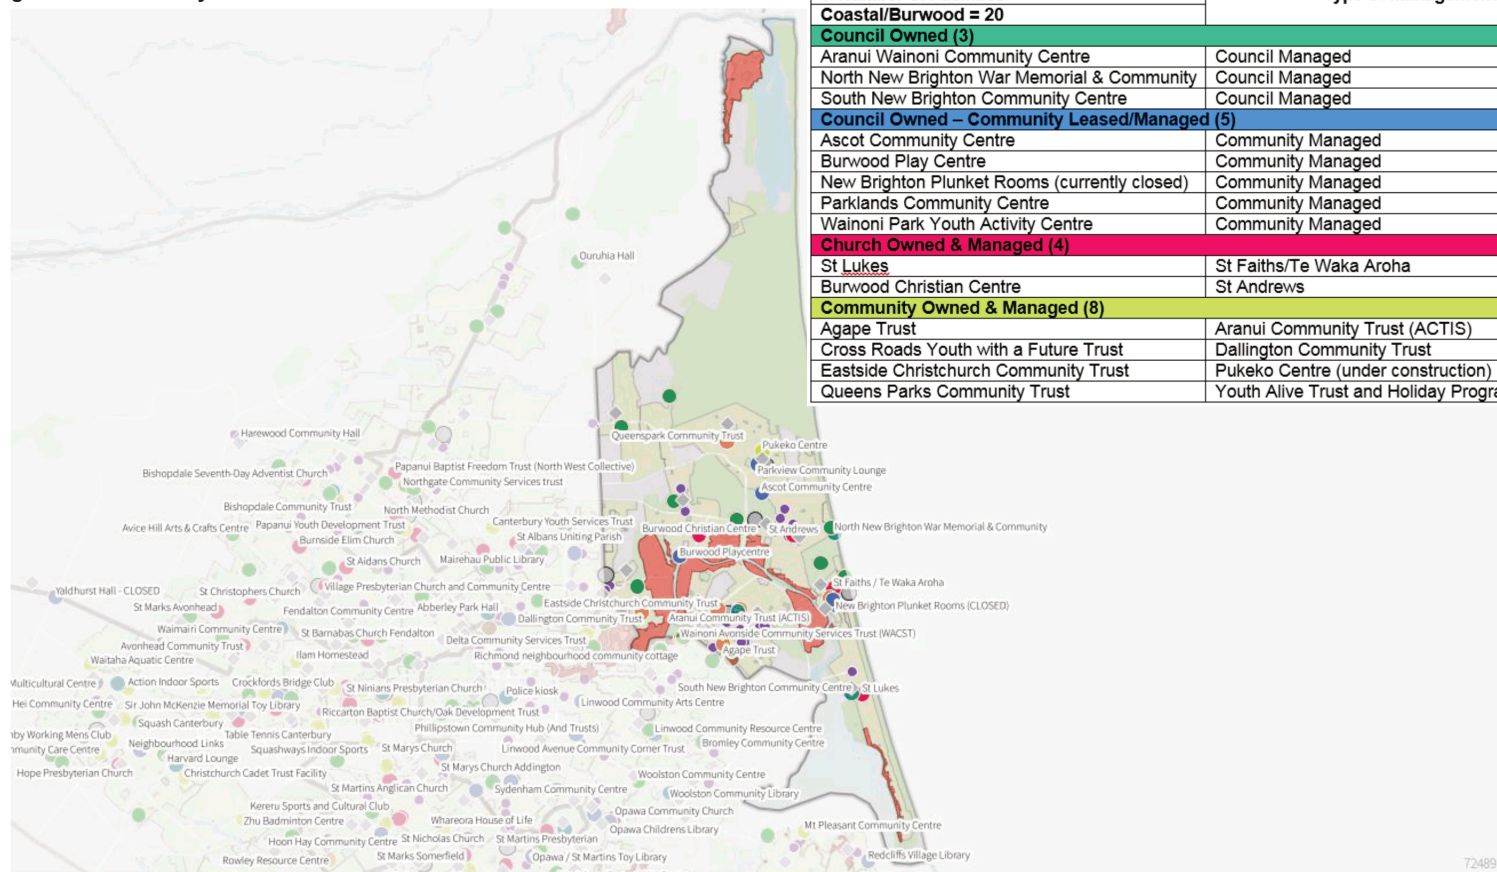 Coastal/Burwood = 20
Council Owned (3)
Aranui Wainoni Community Centre Council Managed
North New Brighton War Memorial & Community Council Managed
South New Brighton Community Centre Council Managed
Council Owned – Community Leased/Managed (5)
Ascot Community Centre Community Managed
Burwood Play Centre Community Managed
New Brighton Plunket Rooms (currently closed) Community Managed
Parklands Community Centre Community Managed
Wainoni Park Youth Activity Centre Community Managed
Church Owned & Managed (4)
St Lukes St Faiths/Te Waka Aroha
Burwood Christian Centre St Andrews
Community Owned & Managed (8)
Agape Trust Aranui Community Trust (ACTIS)
Cross Roads Youth with a Future Trust Dallington Community Trust
Eastside Christchurch Community Trust Pukeko Centre (under construction)
Queens Parks Community Trust Youth Alive Trust and Holiday
Ouruhia Hall
Harewood Community Hall
Queenspark Community Trust
Pukeko Centre
Bishopdale Seventh-Day Adventist Church
Papanui Baptist Freedom Trust (North West Collective)
Parkview Community Lounge
Northgate Community Services trust
Ascot Community Centre
Bishopdale Community Trust
North Methodist Church
Avice Hill Arts & Crafts Centre
Papanui Youth Development Trust
Canterbury Youth Services Trust
Burwood Christian Centre
St Andrews
North New Brighton War Memorial & Community
Burnside Elim Church
St Albans Uniting Parish
Burwood Playcentre
St Aidans Church
Mairehau Public Library
Yaldhurst Hall - CLOSED
St Christophers Church
Village Presbyterian Church and Community Centre
St Faiths / Te Waka Aroha
St Marks Avonhead
Fendalton Community Centre
Abberley Park Hall
Eastside Christchurch Community Trust
New Brighton Plunket Rooms (CLOSED)
Dallington Community Trust
Aranui Community Trust (ACTIS)
Waimairi Community Centre
St Barnabas Church Fendalton
Delta Community Services Trust
Wainoni Avonside Community Services Trust (WACST)
Avonhead Community Trust
Ilam Homestead
Richmond neighbourhood community cottage
Agape Trust
Waitaha Aquatic Centre
Multicultural Centre
Action Indoor Sports
Crockfords Bridge Club
St Ninians Presbyterian Church
Police kiosk
South New Brighton Community Centre
St Lukes
Hei Community Centre
Sir John McKenzie Memorial Toy Library
Riccarton Baptist Church/Oak Development Trust
Linwood Community Arts Centre
Squash Canterbury
Phillipstown Community Hub (And Trusts)
Linwood Community Resource Centre
Working Mens Club
Neighbourhood Links
Table Tennis Canterbury
Bromley Community Centre
Care Centre
Squashways Indoor Sports
St Marys Church
Linwood Avenue Community Corner Trust
Harvard Lounge
Hope Presbyterian Church
Christchurch Cadet Trust Facility
St Marys Church Addington
Woolston Community Centre
St Martins Anglican Church
Sydenham Community Centre
Woolston Community Library
Kereru Sports and Cultural Club
Opawa Community Church
Zhu Badminton Centre
Whareora House of Life
Opawa Childrens Library
Mt Pleasant Community Centre
Hoon Hay Community Centre
St Nicholas Church
St Martins Presbyterian
Rowley Resource Centre
St Marks Somerfield
Opawa / St Martins Toy Library
Redcliffs Village Library
72489